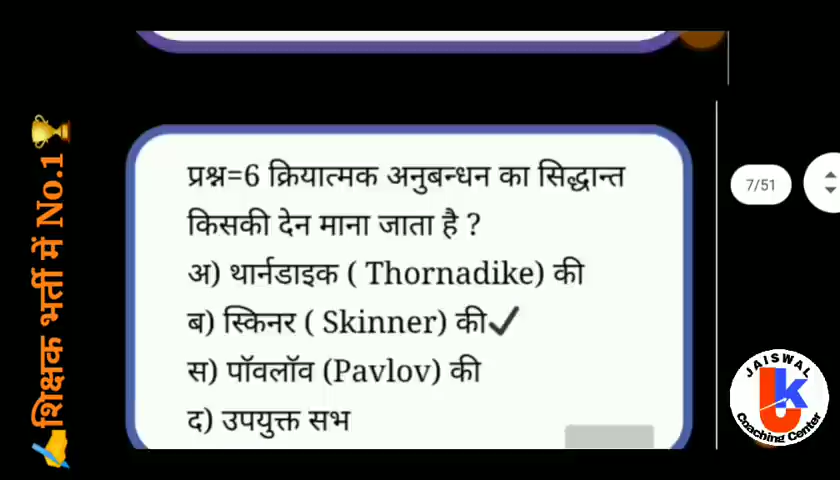 ✍️शिक्षक भर्ती में No.1🏆
प्रश्न=6 क्रियात्मक अनुबन्धन का सिद्धान्त
किसकी देन माना जाता है ?
अ) थार्नडाइक ( Thornadike) की
ब) स्किनर ( Skinner) की✓
स) पॉवलॉव (Pavlov) की
द) उपयुक्त सभ
7/51
JAISWAL
UK
Coaching Center